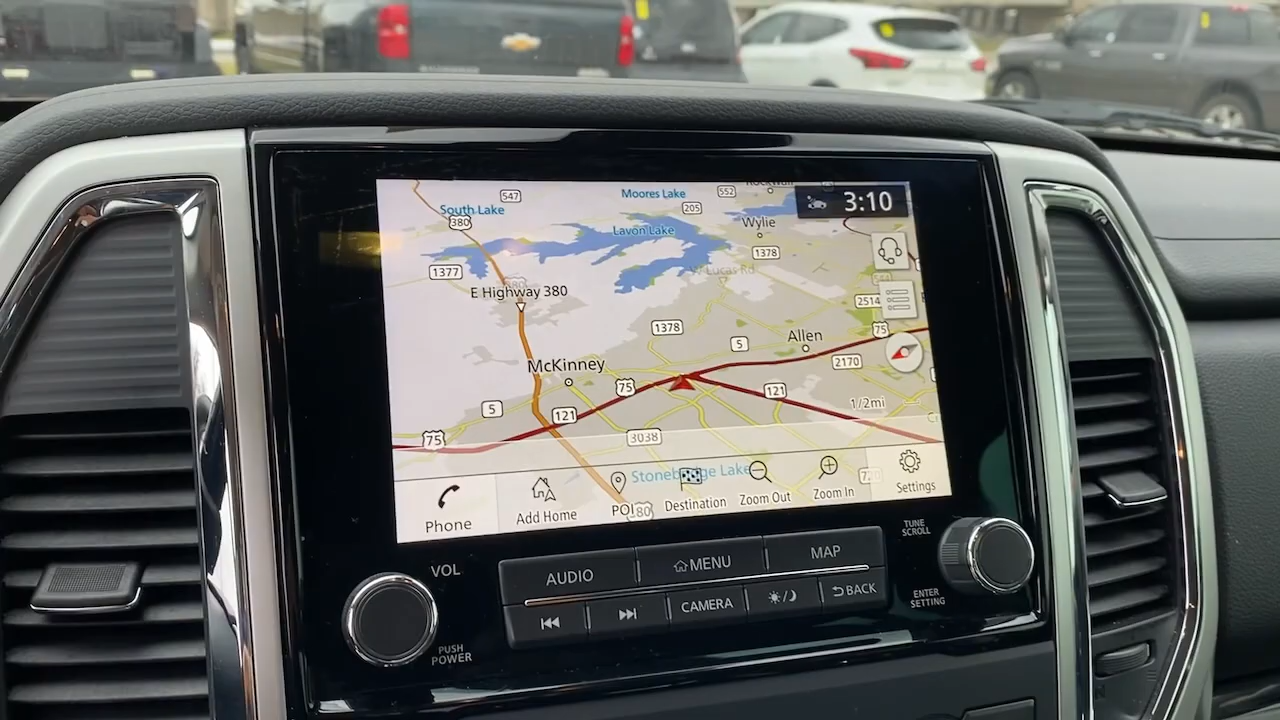 Rockwall
547
Moores Lake
552
South Lake
205
3:10
380
Lavon Lake
Wylie
1377
1378
W Lucas Rd
E Highway 380
2514
1378
75
5
Allen
McKinney
2170
75
121
5
121
1/2mi
75
3038
Stonebridge Lake
Phone
Add Home
POI
380
Destination
Zoom Out
Zoom In
Settings
VOL
PUSH
POWER
AUDIO
MENU
MAP
CAMERA
BACK
TUNE
SCROLL
ENTER
SETTING